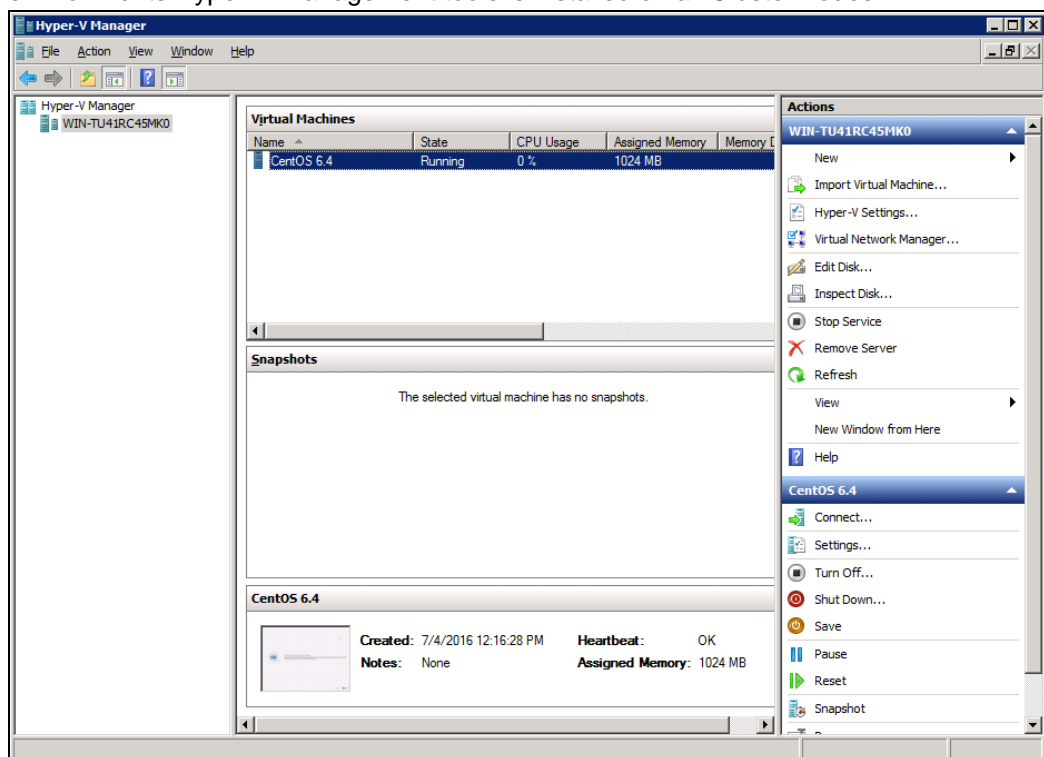 Hyper-V Manager
File Action View Window Help
Hyper-V Manager
WIN-TU41RC45MK0
Virtual Machines
Name State CPU Usage Assigned Memory Memory D
CentOS 6.4 Running 0 % 1024 MB
Snapshots
The selected virtual machine has no snapshots.
CentOS 6.4
Created: 7/4/2016 12:16:28 PM Heartbeat: OK
Notes: None Assigned Memory: 1024 MB
Actions
WIN-TU41RC45MK0
New
Import Virtual Machine...
Hyper-V Settings...
Virtual Network Manager...
Edit Disk...
Inspect Disk...
Stop Service
Remove Server
Refresh
View
New Window from Here
Help
CentOS 6.4
Connect...
Settings...
Turn Off...
Shut Down...
Save
Pause
Reset
Snapshot